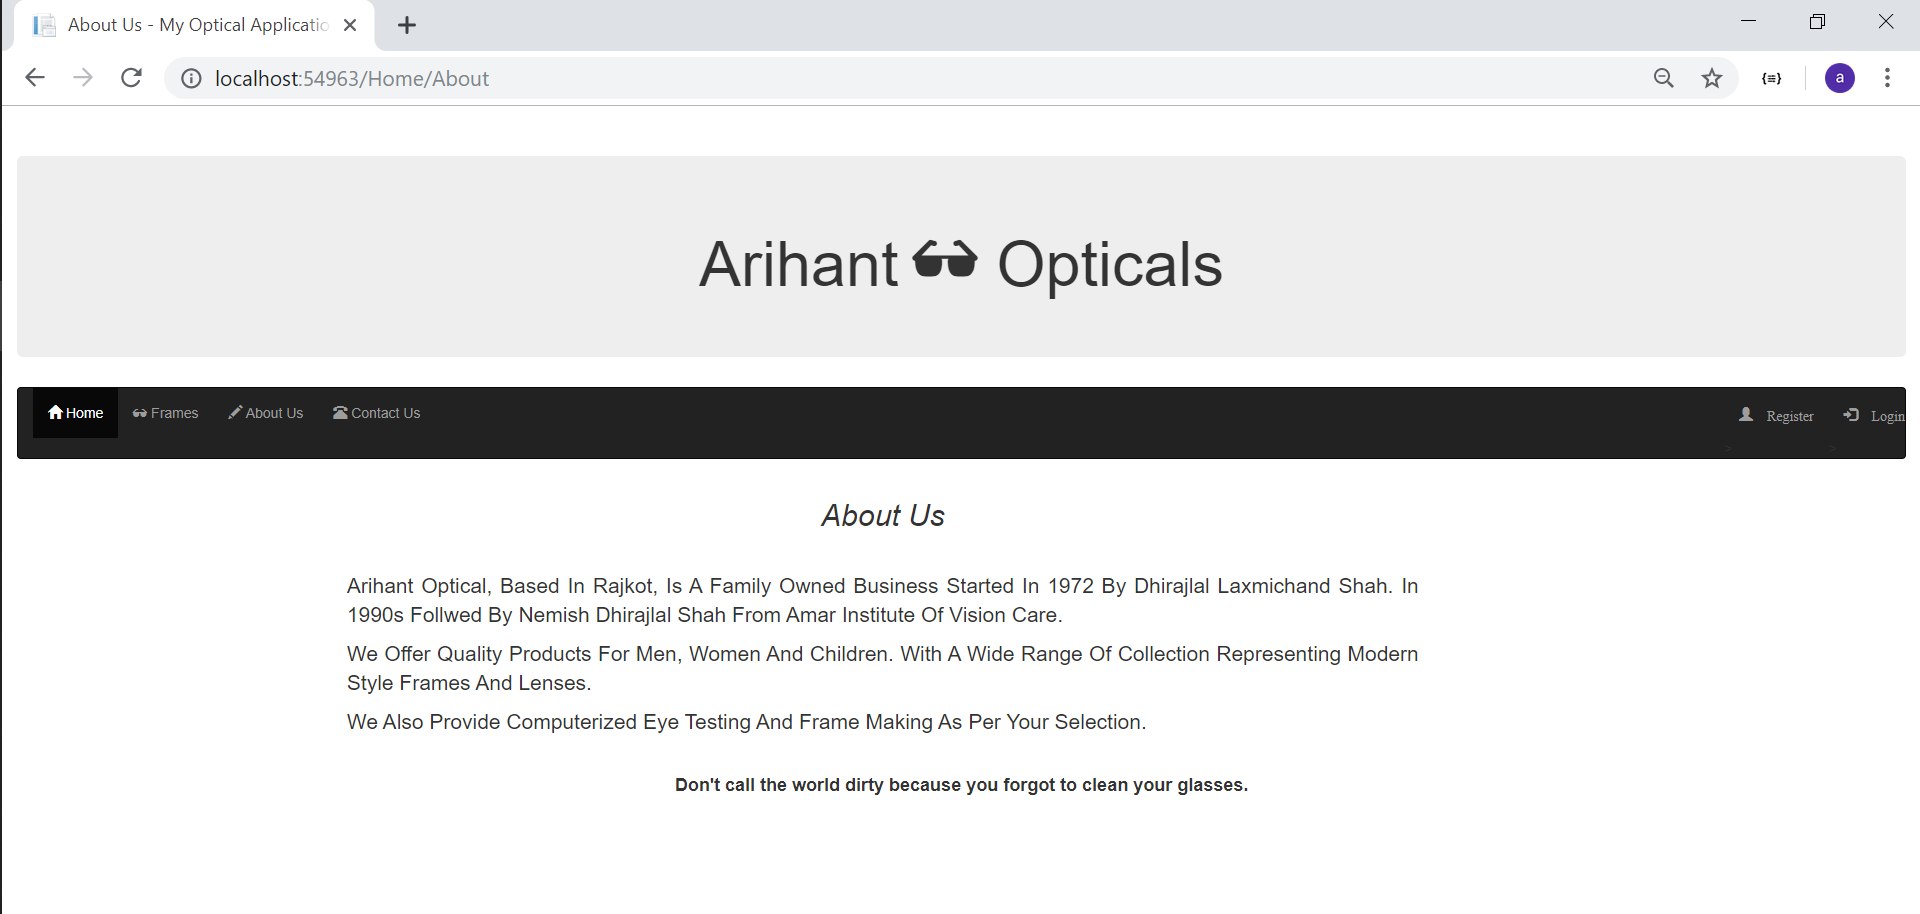 About Us - My Optical Applicatio
localhost:54963/Home/About
{≡}
a
Arihant Opticals
Home Frames About Us Contact Us Register Login
> >
About Us
Arihant Optical, Based In Rajkot, Is A Family Owned Business Started In 1972 By Dhirajlal Laxmichand Shah. In
1990s Follwed By Nemish Dhirajlal Shah From Amar Institute Of Vision Care.
We Offer Quality Products For Men, Women And Children. With A Wide Range Of Collection Representing Modern
Style Frames And Lenses.
We Also Provide Computerized Eye Testing And Frame Making As Per Your Selection.
Don't call the world dirty because you forgot to clean your glasses.